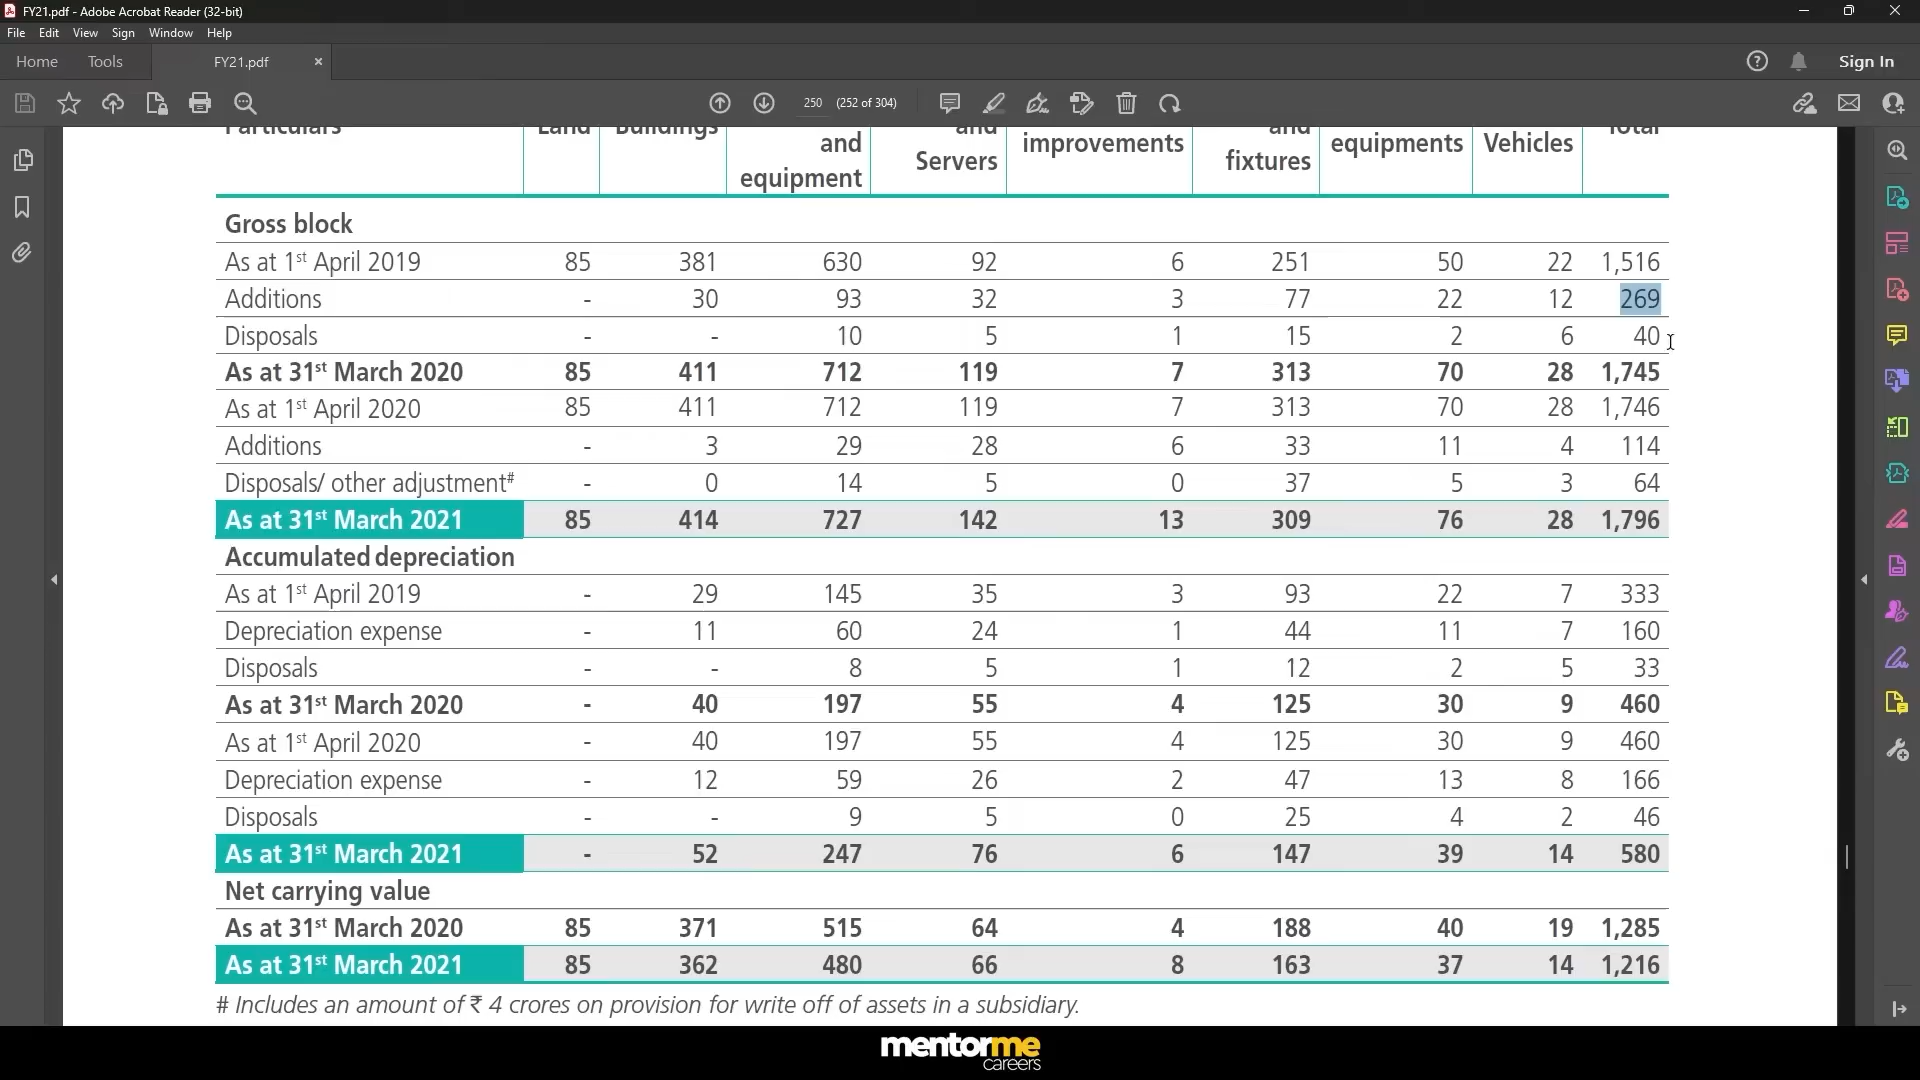 FY21.pdf - Adobe Acrobat Reader (32-bit)
File Edit View Sign Window Help
Home Tools FY21.pdf × Sign In
250 (252 of 304)
Particulars Land Buildings and equipment and Servers improvements and fixtures equipments Vehicles Total
Gross block
As at 1st April 2019 85 381 630 92 6 251 50 22 1,516
Additions - 30 93 32 3 77 22 12 269
Disposals - - 10 5 1 15 2 6 40
As at 31st March 2020 85 411 712 119 7 313 70 28 1,745
As at 1st April 2020 85 411 712 119 7 313 70 28 1,746
Additions - 3 29 28 6 33 11 4 114
Disposals/ other adjustment# - 0 14 5 0 37 5 3 64
As at 31st March 2021 85 414 727 142 13 309 76 28 1,796
Accumulated depreciation
As at 1st April 2019 - 29 145 35 3 93 22 7 333
Depreciation expense - 11 60 24 1 44 11 7 160
Disposals - - 8 5 1 12 2 5 33
As at 31st March 2020 - 40 197 55 4 125 30 9 460
As at 1st April 2020 - 40 197 55 4 125 30 9 460
Depreciation expense - 12 59 26 2 47 13 8 166
Disposals - - 9 5 0 25 4 2 46
As at 31st March 2021 - 52 247 76 6 147 39 14 580
Net carrying value
As at 31st March 2020 85 371 515 64 4 188 40 19 1,285
As at 31st March 2021 85 362 480 66 8 163 37 14 1,216
# Includes an amount of ₹ 4 crores on provision for write off of assets in a subsidiary.
mentorme
careers